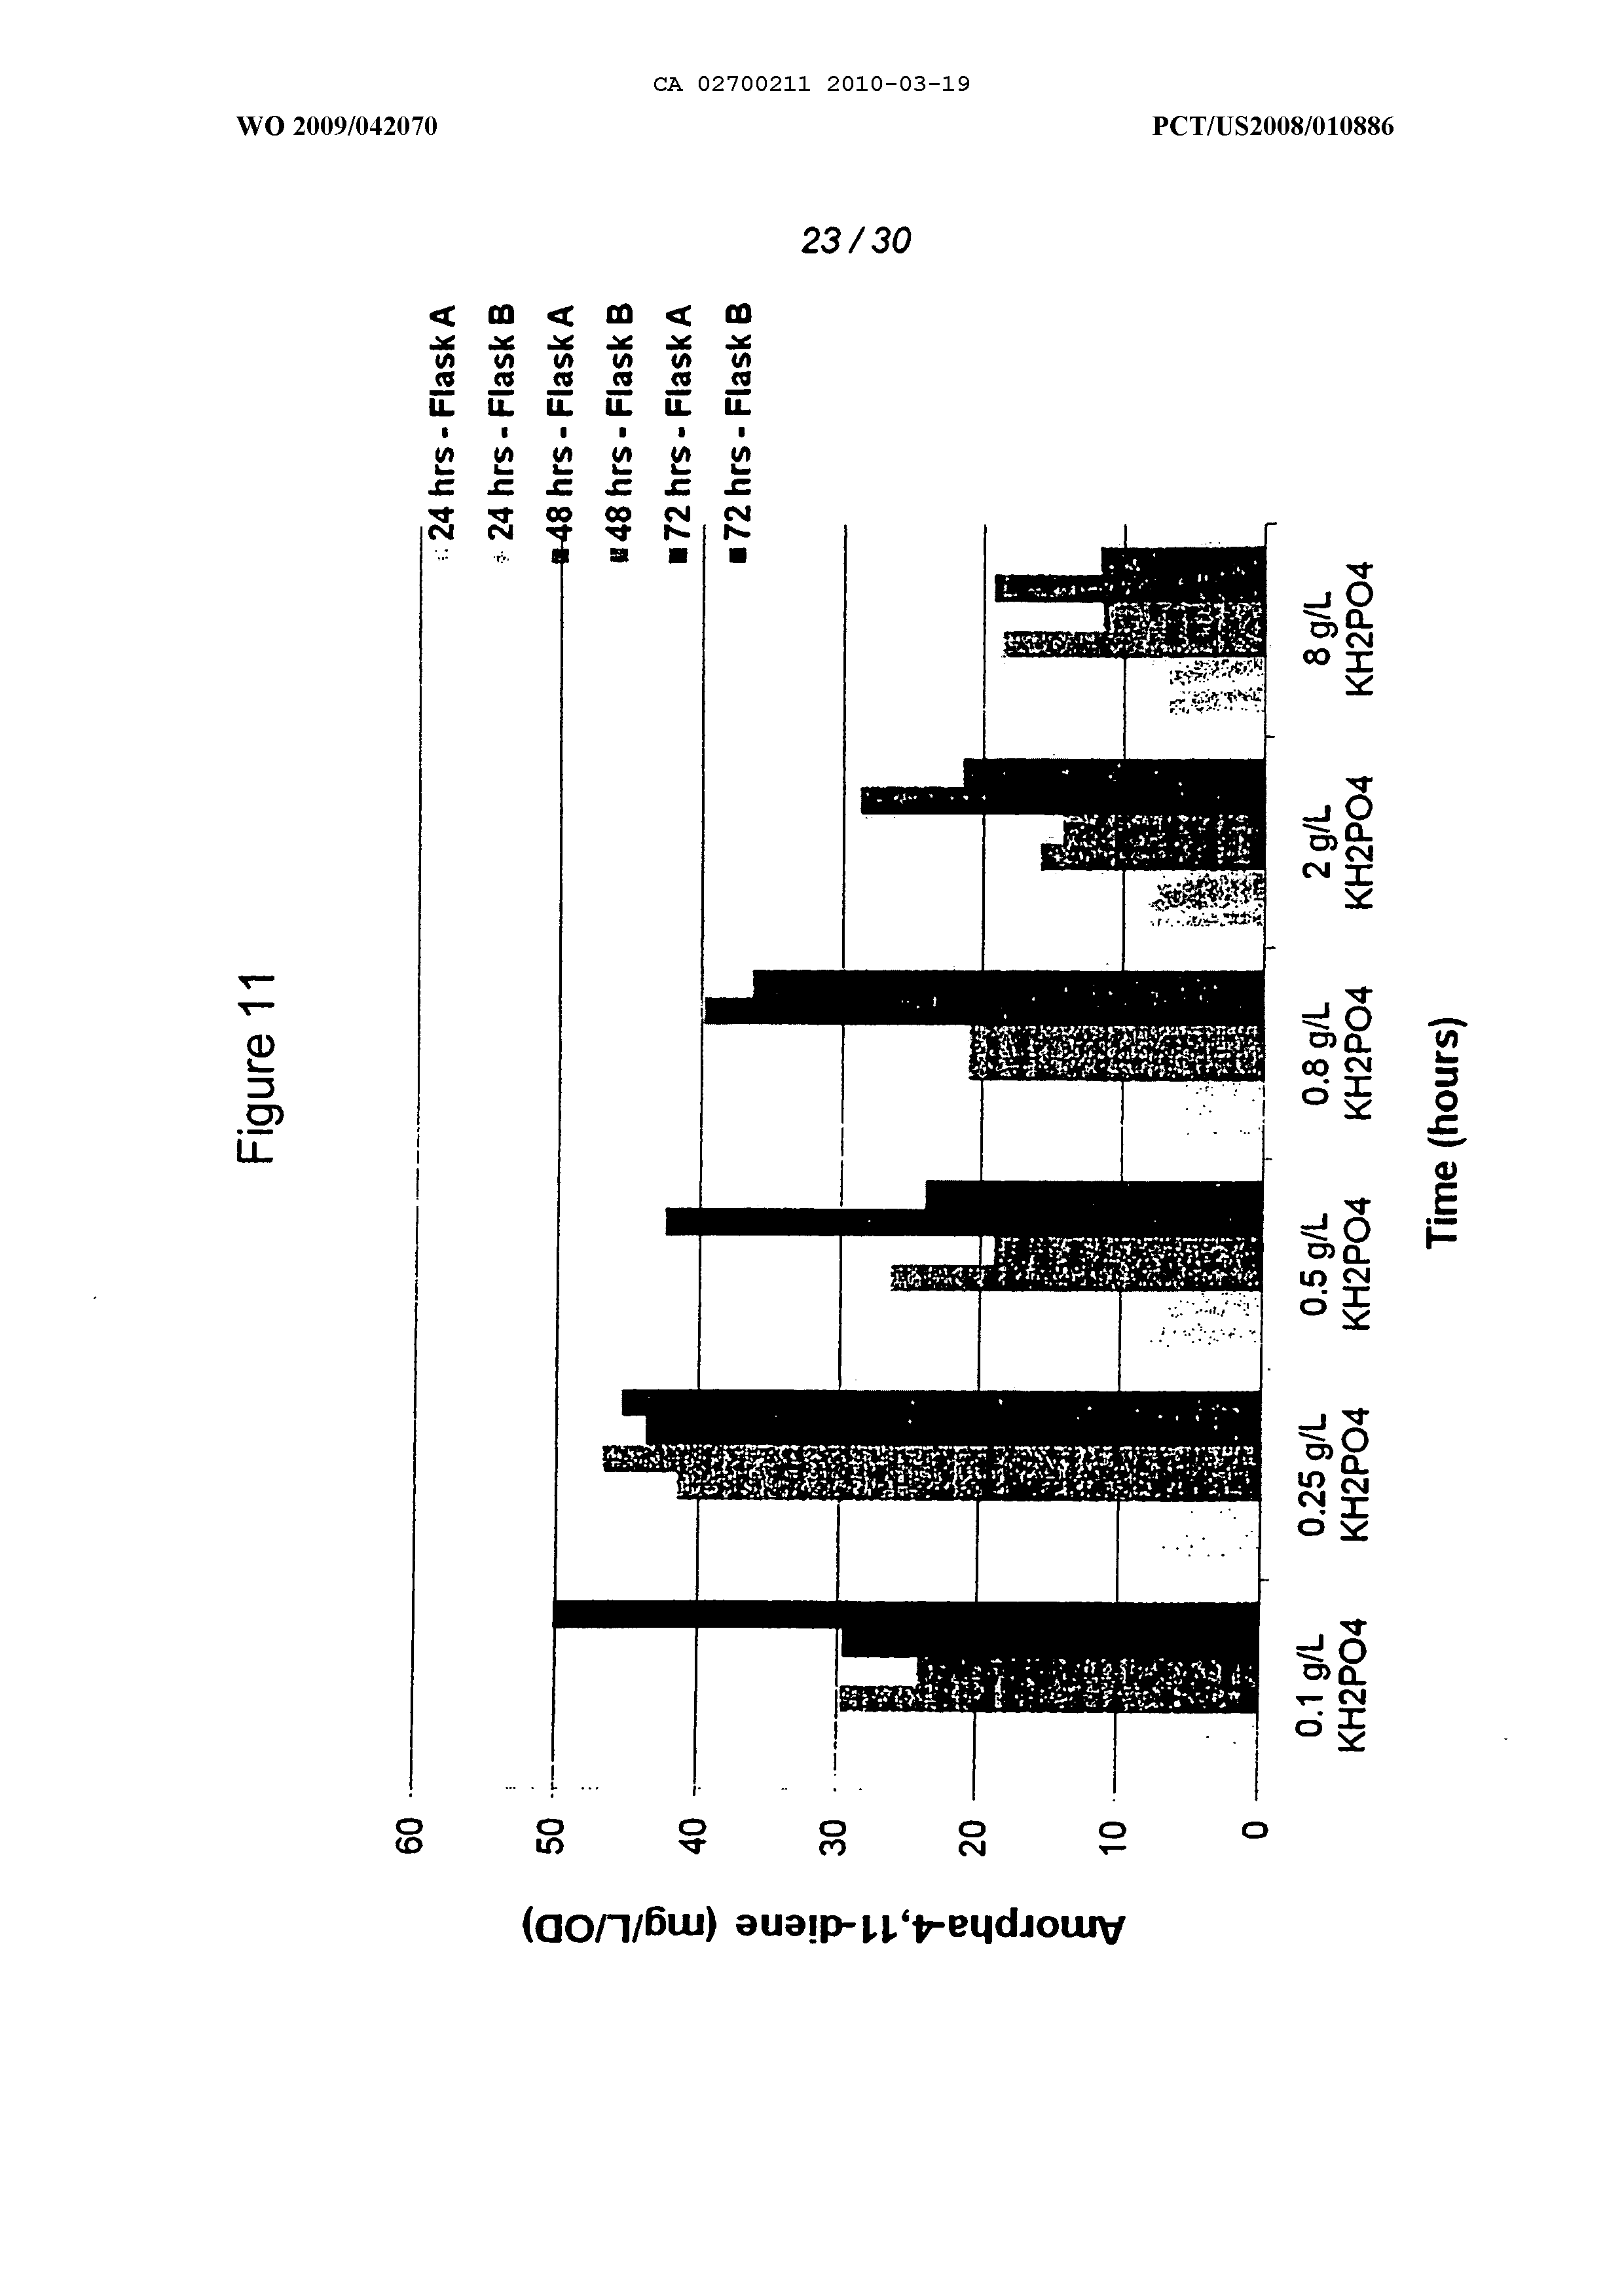 CA 02700211 2010-03-19
WO 2009/042070
PCT/US2008/010886
23/30
Figure 11
24 hrs - Flask A
24 hrs - Flask B
48 hrs - Flask A
48 hrs - Flask B
72 hrs - Flask A
72 hrs - Flask B
Amorpha-4,11-diene (mg/L/OD)
60
50
40
30
20
10
0
0.1 g/L
KH2PO4
0.25 g/L
KH2PO4
0.5 g/L
KH2PO4
0.8 g/L
KH2PO4
2 g/L
KH2PO4
8 g/L
KH2PO4
Time (hours)